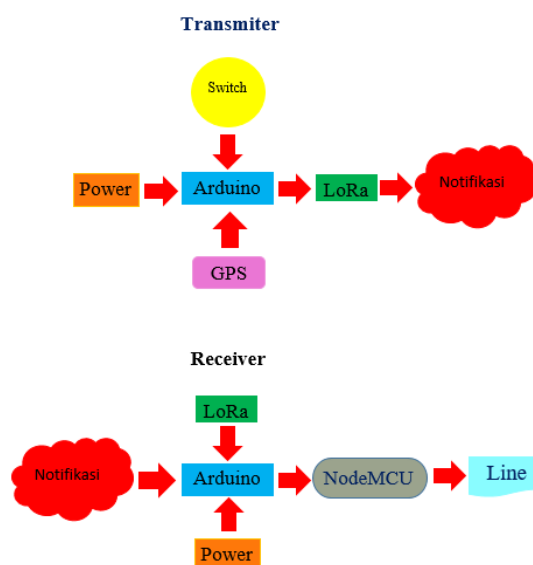 Transmiter
Switch
Power
Arduino
LoRa
Notifikasi
GPS
Receiver
LoRa
Notifikasi
Arduino
NodeMCU
Line
Power